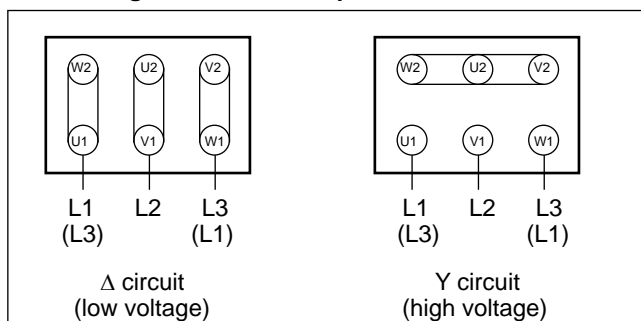 W2 U2 V2
U1 V1 W1
L1 L2 L3
(L3) (L1)
Δ circuit
(low voltage)
W2 U2 V2
U1 V1 W1
L1 L2 L3
(L3) (L1)
Y circuit
(high voltage)